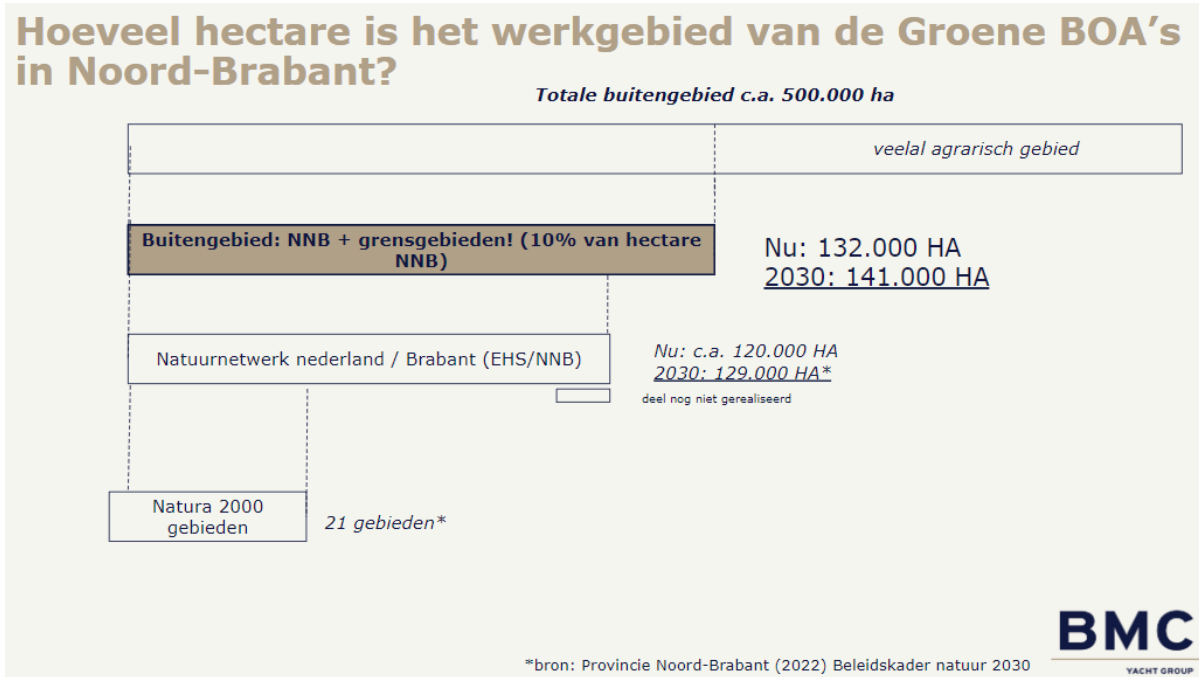 Hoeveel hectare is het werkgebied van de Groene BOA’s
in Noord-Brabant?
Totale buitengebied c.a. 500.000 ha
veelal agrarisch gebied
Buitengebied: NNB + grensgebieden! (10% van hectare
NNB)
Nu: 132.000 HA
2030: 141.000 HA
Natuurnetwerk nederland / Brabant (EHS/NNB)
Nu: c.a. 120.000 HA
2030: 129.000 HA*
deel nog niet gerealiseerd
Natura 2000
gebieden
21 gebieden*
*bron: Provincie Noord-Brabant (2022) Beleidskader natuur 2030
BMC
YACHT GROUP